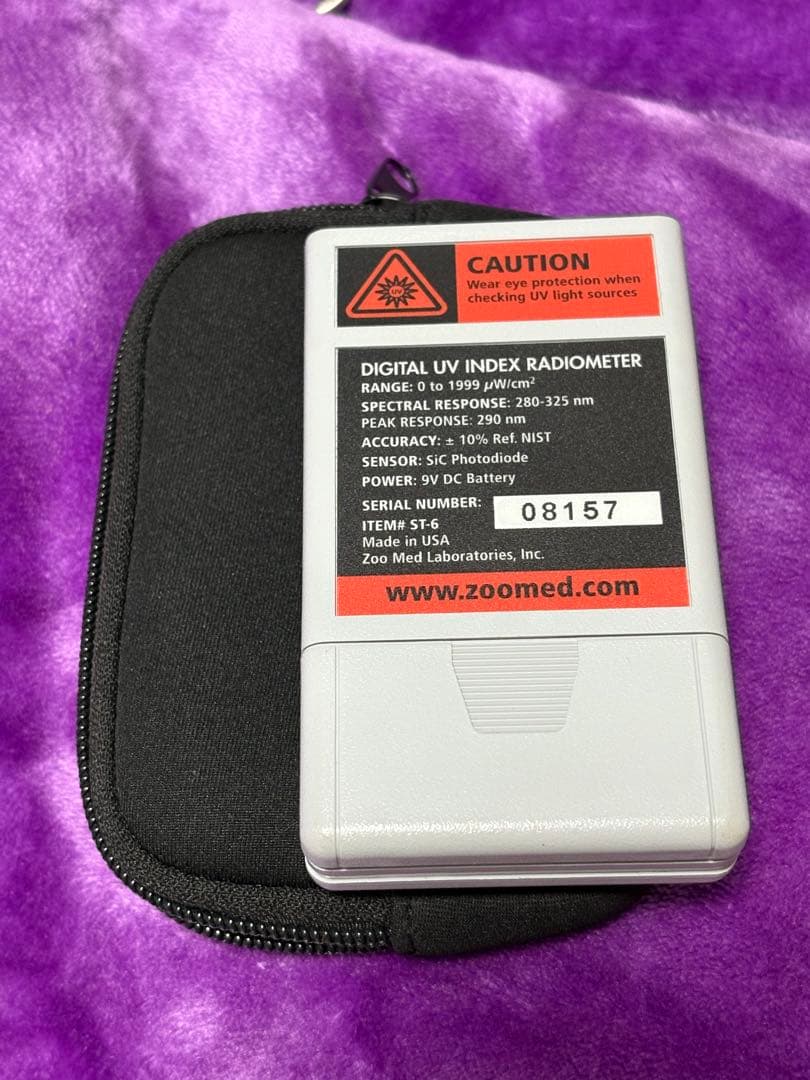 UV
CAUTION
Wear eye protection when
checking UV light sources
DIGITAL UV INDEX RADIOMETER
RANGE: 0 to 1999 µW/cm²
SPECTRAL RESPONSE: 280-325 nm
PEAK RESPONSE: 290 nm
ACCURACY: ± 10% Ref. NIST
SENSOR: SiC Photodiode
POWER: 9V DC Battery
SERIAL NUMBER: 08157
ITEM# ST-6
Made in USA
Zoo Med Laboratories, Inc.
www.zoomed.com